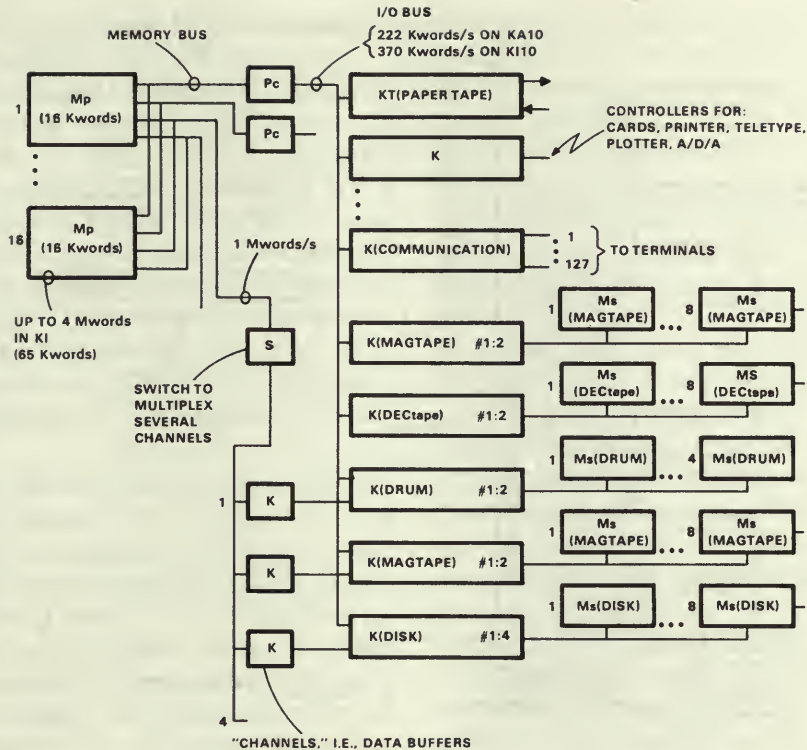 I/O BUS
MEMORY BUS
222 Kwords/s ON KA10
370 Kwords/s ON KI10
1
Mp
(16 Kwords)
Pc
Pc
KT(PAPER TAPE)
CONTROLLERS FOR:
CARDS, PRINTER, TELETYPE,
PLOTTER, A/D/A
K
16
Mp
(16 Kwords)
1 Mwords/s
K(COMMUNICATION)
1
127
TO TERMINALS
UP TO 4 Mwords
IN KI
(65 Kwords)
S
SWITCH TO
MULTIPLEX
SEVERAL
CHANNELS
K(MAGTAPE) #1:2
1
Ms
(MAGTAPE)
8
Ms
(MAGTAPE)
K(DECtape) #1:2
1
Ms
(DECtape)
8
MS
(DECtape)
1
K
K(DRUM) #1:2
1
Ms(DRUM)
4
Ms(DRUM)
K
K(MAGTAPE) #1:2
1
Ms
(MAGTAPE)
8
Ms
(MAGTAPE)
K
K(DISK) #1:4
1
Ms(DISK)
8
Ms(DISK)
4
"CHANNELS," I.E., DATA BUFFERS